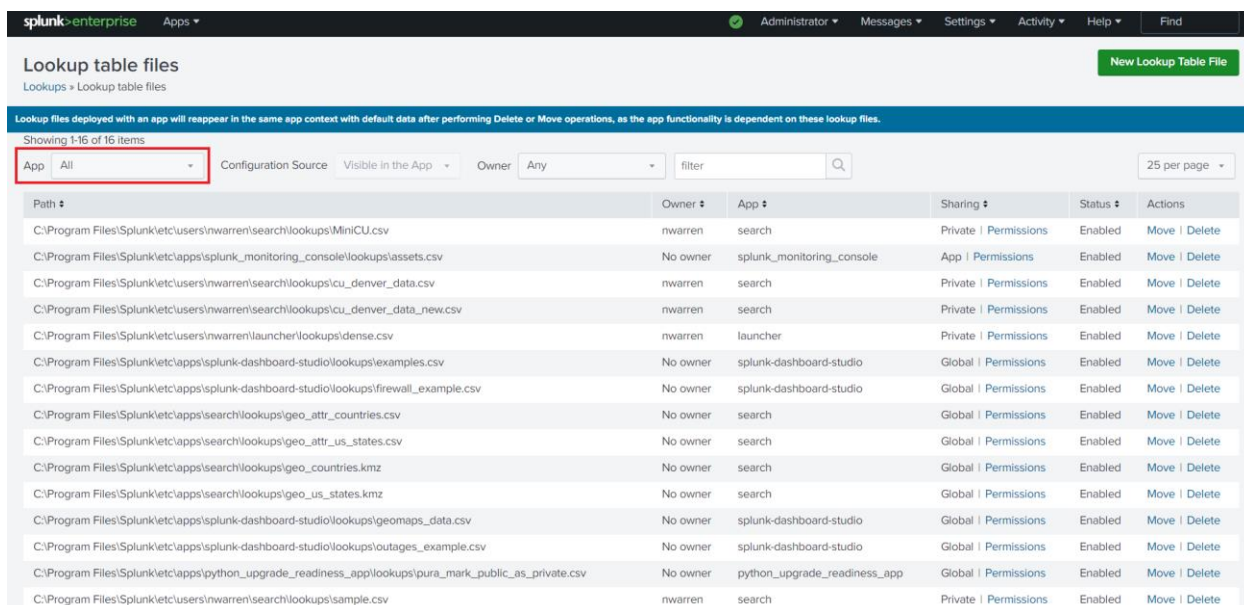 splunk>enterprise Apps Administrator Messages Settings Activity Help Find
Lookup table files
New Lookup Table File
Lookups » Lookup table files
Lookup files deployed with an app will reappear in the same app context with default data after performing Delete or Move operations, as the app functionality is dependent on these lookup files.
Showing 1-16 of 16 items
App All Configuration Source Visible in the App Owner Any filter 25 per page
Path Owner App Sharing Status Actions
C:\Program Files\Splunk\etc\users\nwarren\search\lookups\MiniCU.csv nwarren search Private | Permissions Enabled Move | Delete
C:\Program Files\Splunk\etc\apps\splunk_monitoring_console\lookups\assets.csv No owner splunk_monitoring_console App | Permissions Enabled Move | Delete
C:\Program Files\Splunk\etc\users\nwarren\search\lookups\cu_denver_data.csv nwarren search Private | Permissions Enabled Move | Delete
C:\Program Files\Splunk\etc\users\nwarren\search\lookups\cu_denver_data_new.csv nwarren search Private | Permissions Enabled Move | Delete
C:\Program Files\Splunk\etc\users\nwarren\launcher\lookups\dense.csv nwarren launcher Private | Permissions Enabled Move | Delete
C:\Program Files\Splunk\etc\apps\splunk-dashboard-studio\lookups\examples.csv No owner splunk-dashboard-studio Global | Permissions Enabled Move | Delete
C:\Program Files\Splunk\etc\apps\splunk-dashboard-studio\lookups\firewall_example.csv No owner splunk-dashboard-studio Global | Permissions Enabled Move | Delete
C:\Program Files\Splunk\etc\apps\search\lookups\geo_attr_countries.csv No owner search Global | Permissions Enabled Move | Delete
C:\Program Files\Splunk\etc\apps\search\lookups\geo_attr_us_states.csv No owner search Global | Permissions Enabled Move | Delete
C:\Program Files\Splunk\etc\apps\search\lookups\geo_countries.kmz No owner search Global | Permissions Enabled Move | Delete
C:\Program Files\Splunk\etc\apps\search\lookups\geo_us_states.kmz No owner search Global | Permissions Enabled Move | Delete
C:\Program Files\Splunk\etc\apps\splunk-dashboard-studio\lookups\geomaps_data.csv No owner splunk-dashboard-studio Global | Permissions Enabled Move | Delete
C:\Program Files\Splunk\etc\apps\splunk-dashboard-studio\lookups\outages_example.csv No owner splunk-dashboard-studio Global | Permissions Enabled Move | Delete
C:\Program Files\Splunk\etc\apps\python_upgrade_readiness_app\lookups\pura_mark_public_as_private.csv No owner python_upgrade_readiness_app Global | Permissions Enabled Move | Delete
C:\Program Files\Splunk\etc\users\nwarren\search\lookups\sample.csv nwarren search Private | Permissions Enabled Move | Delete